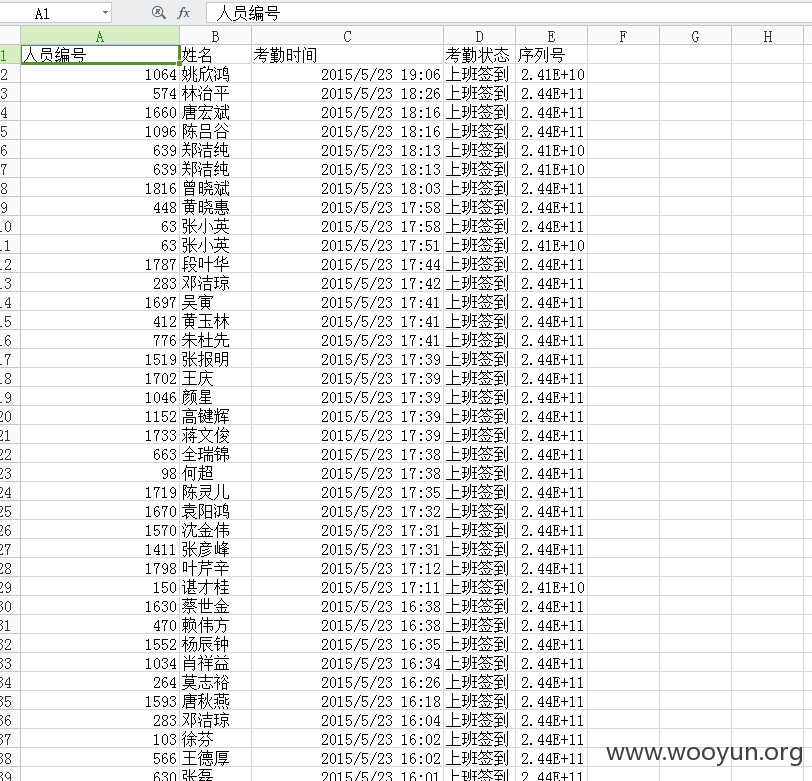 A1 fx 人员编号
A B C D E F G H
1 人员编号 姓名 考勤时间 考勤状态 序列号
2 1064 姚欣鸿 2015/5/23 19:06 上班签到 2.41E+10
3 574 林治平 2015/5/23 18:26 上班签到 2.44E+11
4 1660 唐宏斌 2015/5/23 18:16 上班签到 2.44E+11
5 1096 陈吕谷 2015/5/23 18:16 上班签到 2.44E+11
6 639 郑洁纯 2015/5/23 18:13 上班签到 2.41E+10
7 639 郑洁纯 2015/5/23 18:13 上班签到 2.41E+10
8 1816 曾晓斌 2015/5/23 18:03 上班签到 2.44E+11
9 448 黄晓惠 2015/5/23 17:58 上班签到 2.44E+11
10 63 张小英 2015/5/23 17:58 上班签到 2.44E+11
11 63 张小英 2015/5/23 17:51 上班签到 2.41E+10
12 1787 段叶华 2015/5/23 17:44 上班签到 2.44E+11
13 283 邓洁琼 2015/5/23 17:42 上班签到 2.44E+11
14 1697 吴寅 2015/5/23 17:41 上班签到 2.44E+11
15 412 黄玉林 2015/5/23 17:41 上班签到 2.44E+11
16 776 朱杜先 2015/5/23 17:41 上班签到 2.44E+11
17 1519 张报明 2015/5/23 17:39 上班签到 2.44E+11
18 1702 王庆 2015/5/23 17:39 上班签到 2.44E+11
19 1046 颜星 2015/5/23 17:39 上班签到 2.44E+11
20 1152 高键辉 2015/5/23 17:39 上班签到 2.44E+11
21 1733 蒋文俊 2015/5/23 17:39 上班签到 2.44E+11
22 663 全瑞锦 2015/5/23 17:38 上班签到 2.44E+11
23 98 何超 2015/5/23 17:38 上班签到 2.44E+11
24 1719 陈灵儿 2015/5/23 17:35 上班签到 2.44E+11
25 1670 袁阳鸿 2015/5/23 17:32 上班签到 2.44E+11
26 1570 沈金伟 2015/5/23 17:31 上班签到 2.44E+11
27 1411 张彦峰 2015/5/23 17:31 上班签到 2.44E+11
28 1798 叶芹辛 2015/5/23 17:12 上班签到 2.44E+11
29 150 谌才桂 2015/5/23 17:11 上班签到 2.41E+10
30 1630 蔡世金 2015/5/23 16:38 上班签到 2.44E+11
31 470 赖伟方 2015/5/23 16:38 上班签到 2.44E+11
32 1552 杨辰钟 2015/5/23 16:35 上班签到 2.44E+11
33 1034 肖祥益 2015/5/23 16:34 上班签到 2.44E+11
34 264 莫志裕 2015/5/23 16:26 上班签到 2.44E+11
35 1593 唐秋燕 2015/5/23 16:18 上班签到 2.44E+11
36 283 邓洁琼 2015/5/23 16:04 上班签到 2.44E+11
37 103 徐芬 2015/5/23 16:02 上班签到 2.44E+11
38 566 王德厚 2015/5/23 16:02 上班签到 2.44E+11
630 张磊 2015/5/23 16:01 上班签到 2.44E+11
www.wooyun.org